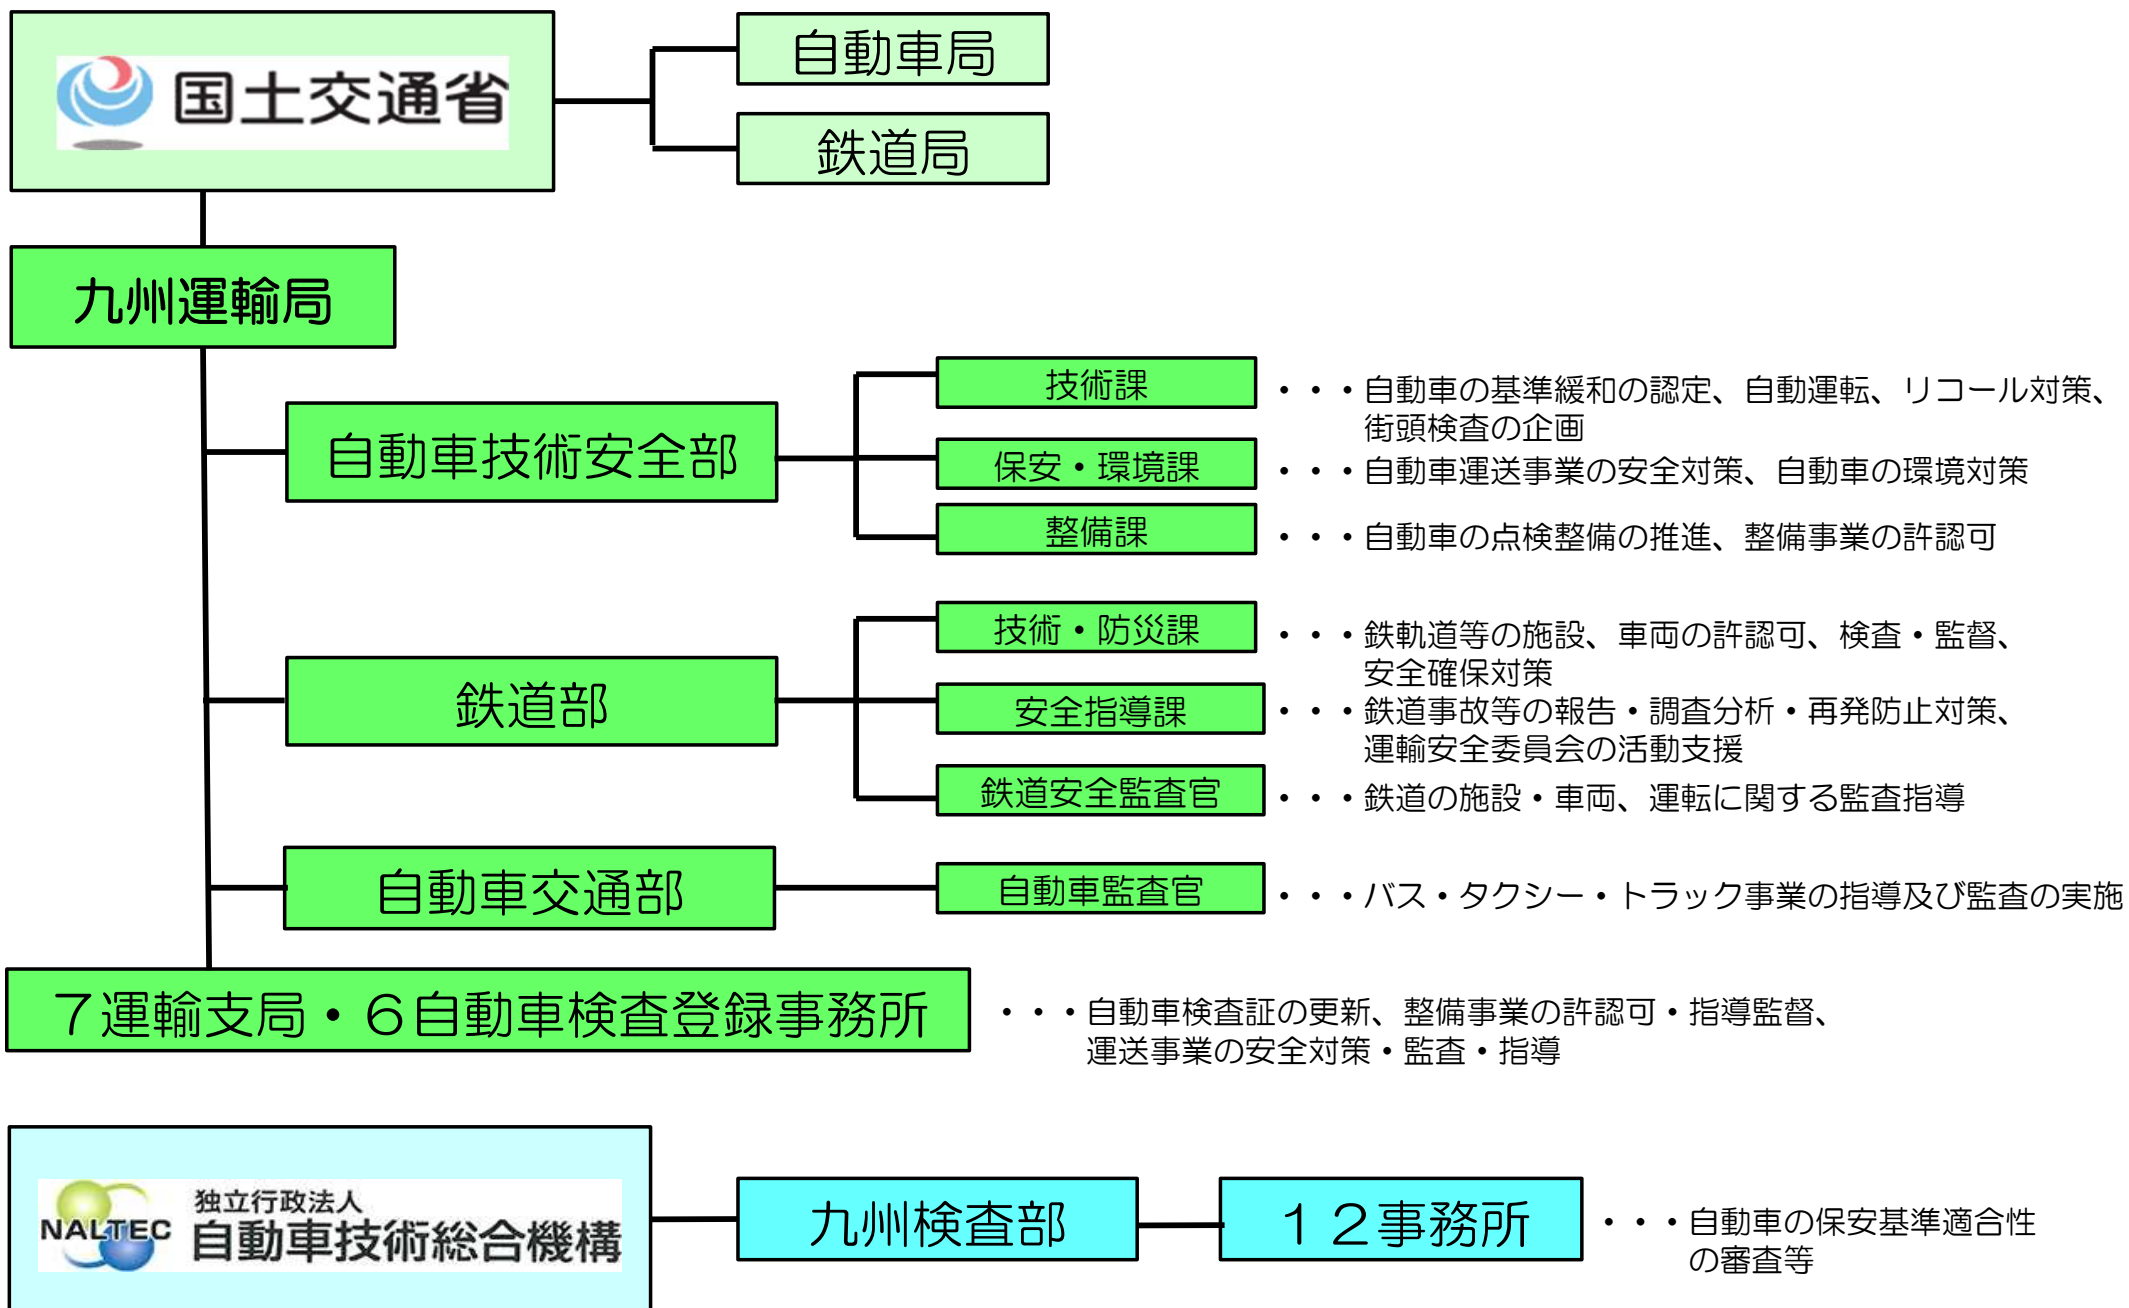 国土交通省
自動車局
鉄道局
九州運輸局
自動車技術安全部
技術課
・・・自動車の基準緩和の認定、自動運転、リコール対策、
街頭検査の企画
保安・環境課
・・・自動車運送事業の安全対策、自動車の環境対策
整備課
・・・自動車の点検整備の推進、整備事業の許認可
鉄道部
技術・防災課
・・・鉄軌道等の施設、車両の許認可、検査・監督、
安全確保対策
安全指導課
・・・鉄道事故等の報告・調査分析・再発防止対策、
運輸安全委員会の活動支援
鉄道安全監査官
・・・鉄道の施設・車両、運転に関する監査指導
自動車交通部
自動車監査官
・・・バス・タクシー・トラック事業の指導及び監査の実施
７運輸支局・６自動車検査登録事務所
・・・自動車検査証の更新、整備事業の許認可・指導監督、
運送事業の安全対策・監査・指導
NALTEC
独立行政法人
自動車技術総合機構
九州検査部
１２事務所
・・・自動車の保安基準適合性
の審査等